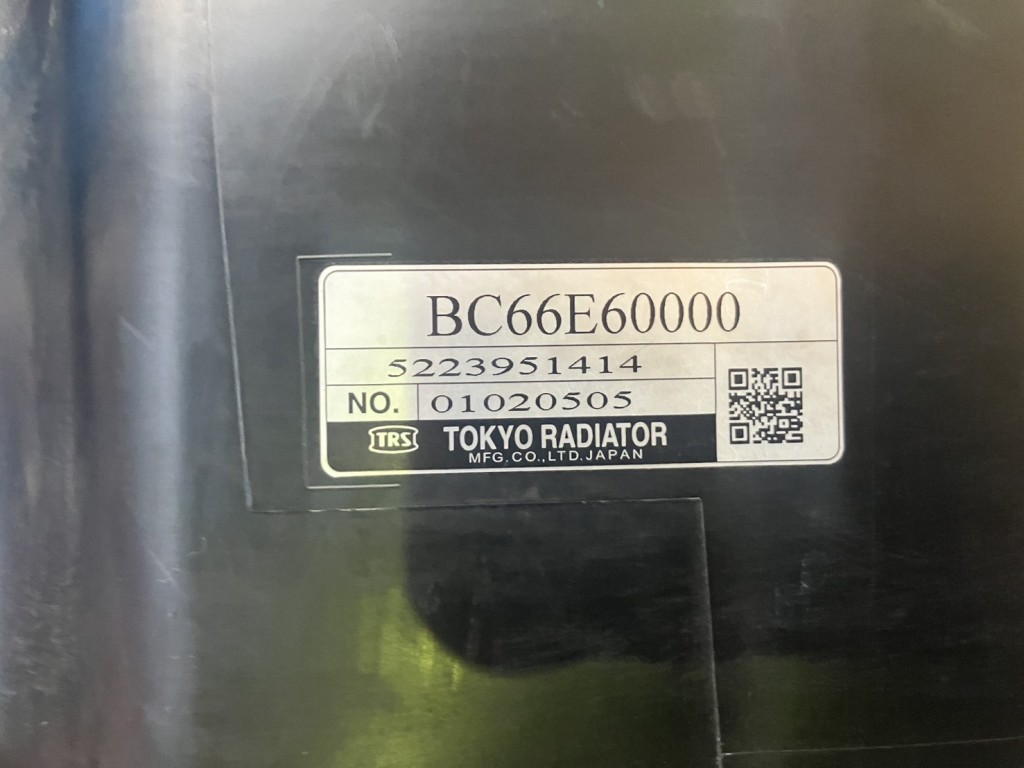 BC66E60000
5223951414
NO. 01020505
TRS TOKYO RADIATOR
MFG. CO.,LTD. JAPAN